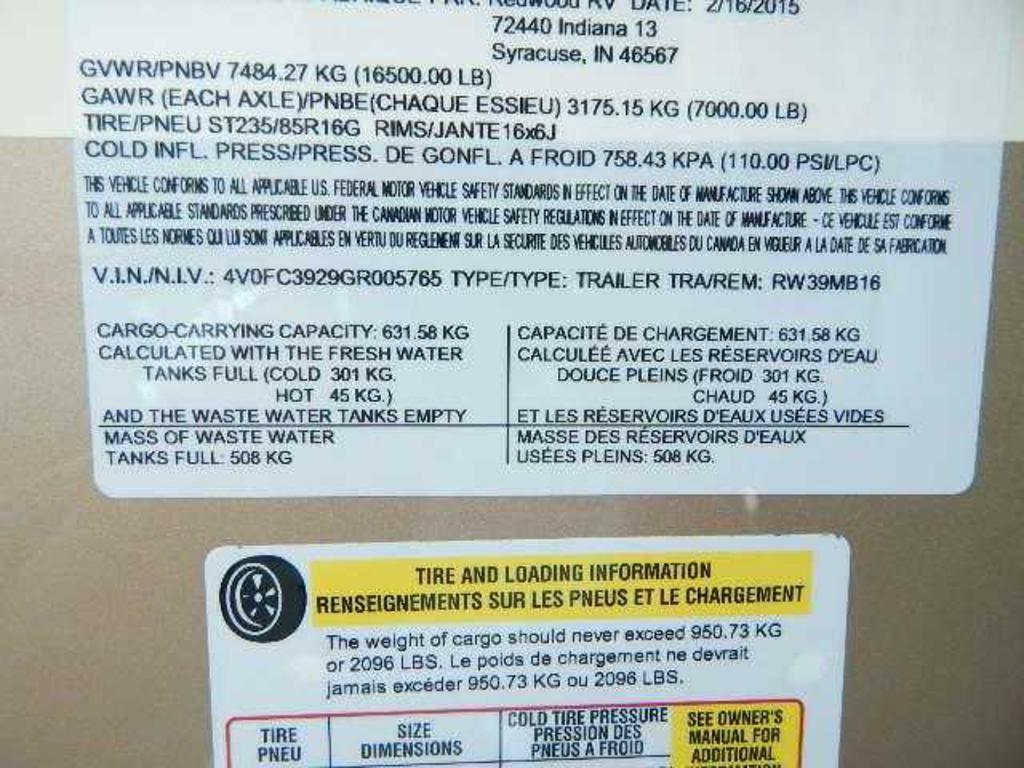 PAR: Redwood RV DATE: 2/16/2015
72440 Indiana 13
Syracuse, IN 46567
GVWR/PNBV 7484.27 KG (16500.00 LB)
GAWR (EACH AXLE)/PNBE(CHAQUE ESSIEU) 3175.15 KG (7000.00 LB)
TIRE/PNEU ST235/85R16G RIMS/JANTE16x6J
COLD INFL. PRESS/PRESS. DE GONFL. A FROID 758.43 KPA (110.00 PSI/LPC)
THIS VEHICLE CONFORMS TO ALL APPLICABLE U.S. FEDERAL MOTOR VEHICLE SAFETY STANDARDS IN EFFECT ON THE DATE OF MANUFACTURE SHOWN ABOVE. THIS VEHICLE CONFORMS
TO ALL APPLICABLE STANDARDS PRESCRIBED UNDER THE CANADIAN MOTOR VEHICLE SAFETY REGULATIONS IN EFFECT ON THE DATE OF MANUFACTURE - CE VEHICULE EST CONFORME
A TOUTES LES NORMES QUI LUI SONT APPLICABLES EN VERTU DU REGLEMENT SUR LA SECURITE DES VEHICULES AUTOMOBILES DU CANADA EN VIGUEUR A LA DATE DE SA FABRICATION
V.I.N./N.I.V.: 4V0FC3929GR005765 TYPE/TYPE: TRAILER TRA/REM: RW39MB16
CARGO-CARRYING CAPACITY: 631.58 KG
CALCULATED WITH THE FRESH WATER
TANKS FULL (COLD 301 KG.
HOT 45 KG.)
AND THE WASTE WATER TANKS EMPTY
MASS OF WASTE WATER
TANKS FULL: 508 KG
CAPACITÉ DE CHARGEMENT: 631.58 KG
CALCULÉÉ AVEC LES RÉSERVOIRS D'EAU
DOUCE PLEINS (FROID 301 KG.
CHAUD 45 KG.)
ET LES RÉSERVOIRS D'EAUX USÉES VIDES
MASSE DES RÉSERVOIRS D'EAUX
USÉES PLEINS: 508 KG.
TIRE AND LOADING INFORMATION
RENSEIGNEMENTS SUR LES PNEUS ET LE CHARGEMENT
The weight of cargo should never exceed 950.73 KG
or 2096 LBS. Le poids de chargement ne devrait
jamais excéder 950.73 KG ou 2096 LBS.
TIRE
PNEU
SIZE
DIMENSIONS
COLD TIRE PRESSURE
PRESSION DES
PNEUS A FROID
SEE OWNER'S
MANUAL FOR
ADDITIONAL
INFORMATION